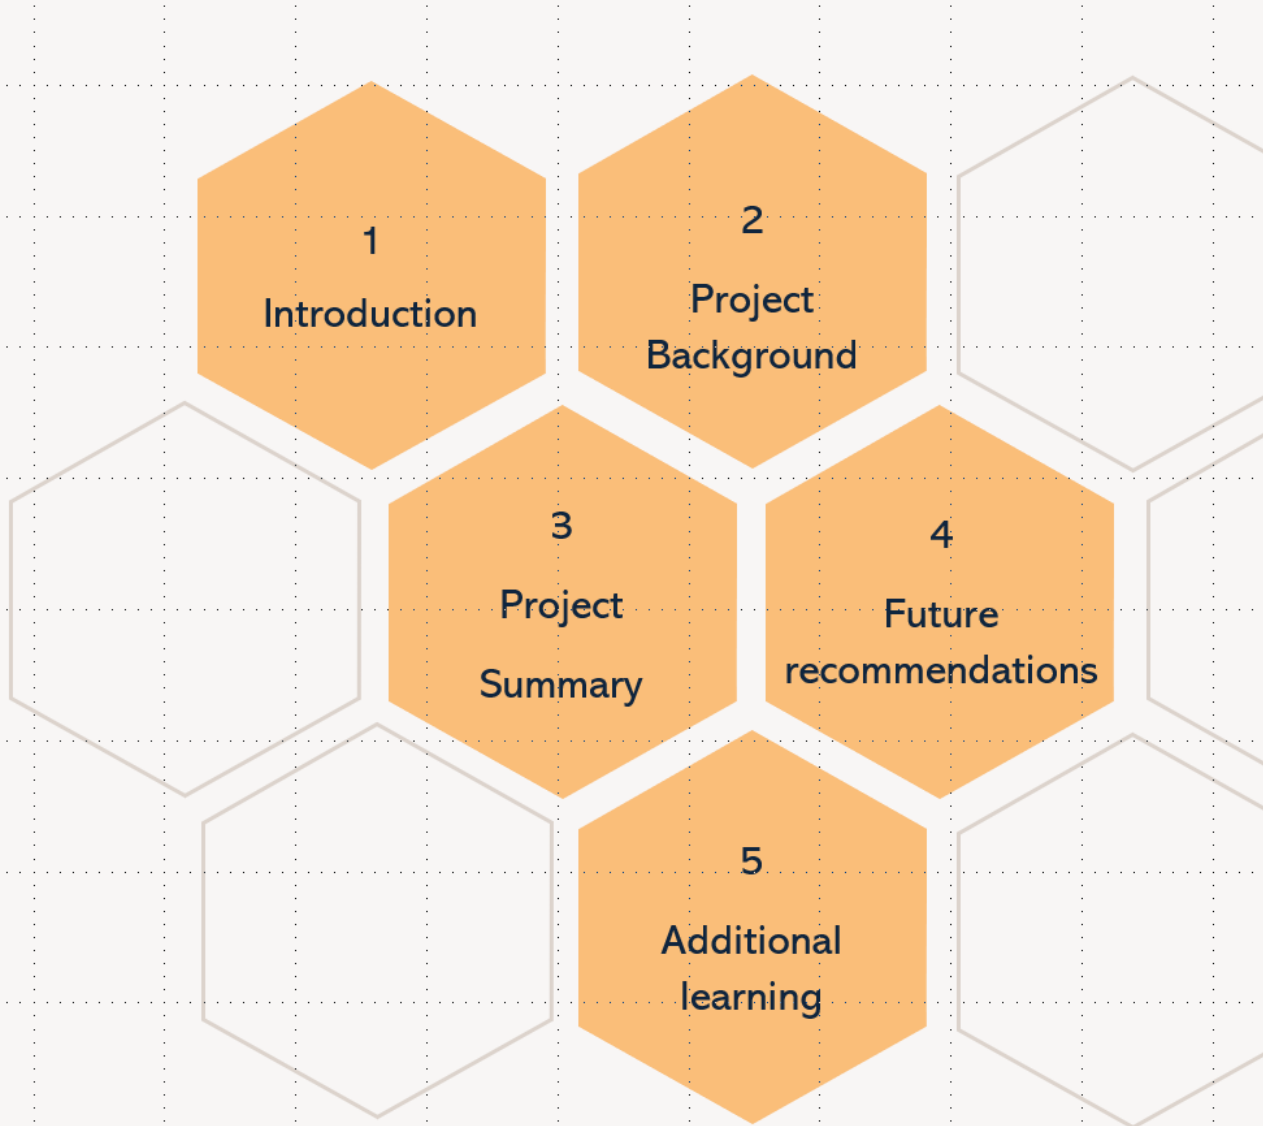 1
Introduction
2
Project
Background
3
Project
Summary
4
Future
recommendations
5
Additional
learning